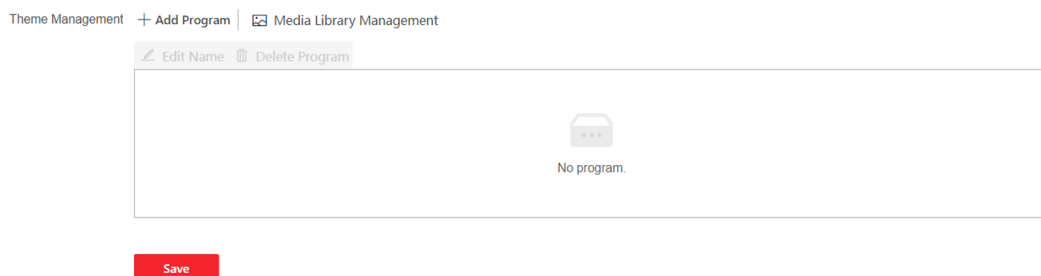 Theme Management + Add Program Media Library Management
Edit Name Delete Program
No program.
Save